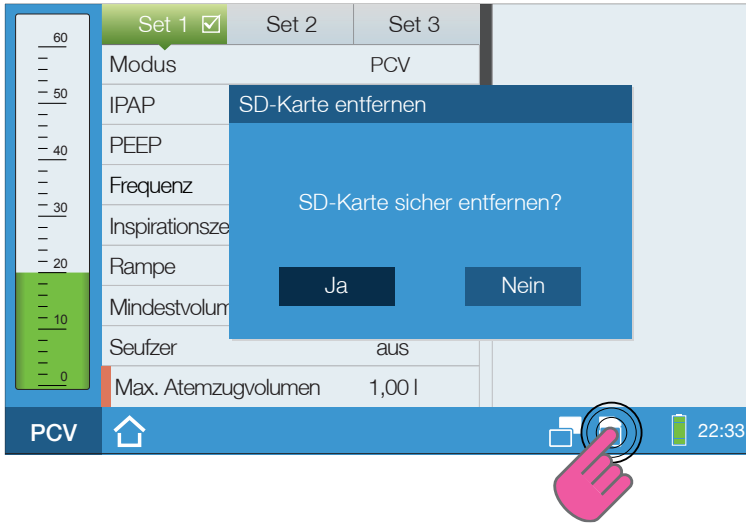 Set 1 Set 2 Set 3
60
50
40
30
20
10
0
Modus PCV
IPAP
PEEP
Frequenz
Inspirationsze
Rampe
Mindestvolum
Seufzer aus
Max. Atemzugvolumen 1,00 l
SD-Karte entfernen
SD-Karte sicher entfernen?
Ja Nein
PCV 22:33